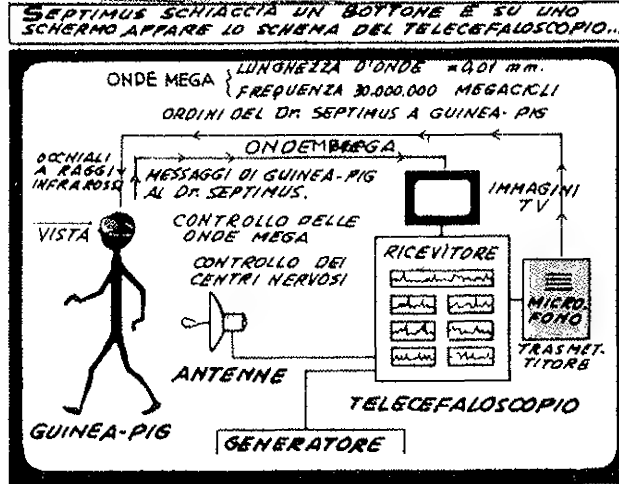 SEPTIMUS SCHIACCIA UN BOTTONE E SU UNO
SCHERMO APPARE LO SCHEMA DEL TELECEFALOSCOPIO...
ONDE MEGA { LUNGHEZZA D'ONDE = 0,01 mm.
FREQUENZA 30.000.000 MEGACICLI
ORDINI DEL Dr. SEPTIMUS A GUINEA-PIG
OCCHIALI
A RAGGI
INFRAROSSI
MESSAGGI DI GUINEA-PIG
AL Dr. SEPTIMUS.
IMMAGINI
TV
VISTA
CONTROLLO DELLE
ONDE MEGA
CONTROLLO DEI
CENTRI NERVOSI
RICEVITORE
MICRO-
FONO
TRASMET-
TITORE
ANTENNE
TELECEFALOSCOPIO
GUINEA-PIG
GENERATORE